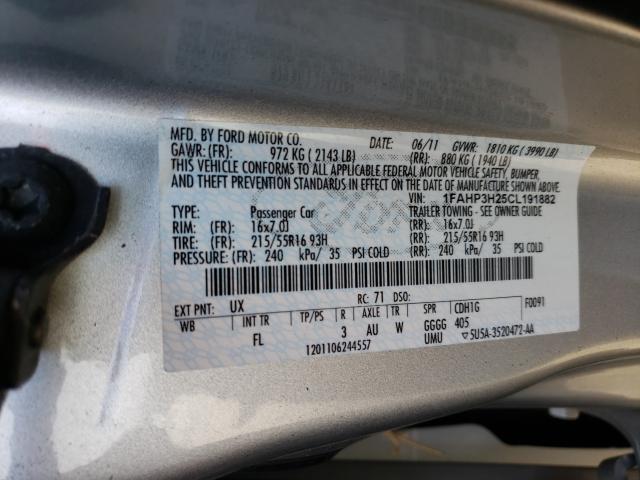 MFD. BY FORD MOTOR CO.
DATE: 06/11 GVWR: 1810 KG ( 3990 LB)
GAWR: (FR): 972 KG ( 2143 LB) (RR): 880 KG ( 1940 LB)
THIS VEHICLE CONFORMS TO ALL APPLICABLE FEDERAL MOTOR VEHICLE SAFETY, BUMPER,
AND THEFT PREVENTION STANDARDS IN EFFECT ON THE DATE OF MANUFACTURE SHOWN ABOVE.
VIN: 1FAHP3H25CL191882
TYPE: Passenger Car TRAILER TOWING - SEE OWNER GUIDE
RIM: (FR): 16x7.0J (RR): 16x7.0J
TIRE: (FR): 215/55R16 93H (RR): 215/55R16 93H
PRESSURE: (FR): 240 kPa/ 35 PSI COLD (RR): 240 kPa/ 35 PSI COLD
EXT PNT: UX RC: 71 DSO: F0091
WB INT TR TP/PS R AXLE TR SPR CDH1G
FL 3 AU W GGGG 405
1201106244557 UMU ▽ 5U5A-3520472-AA